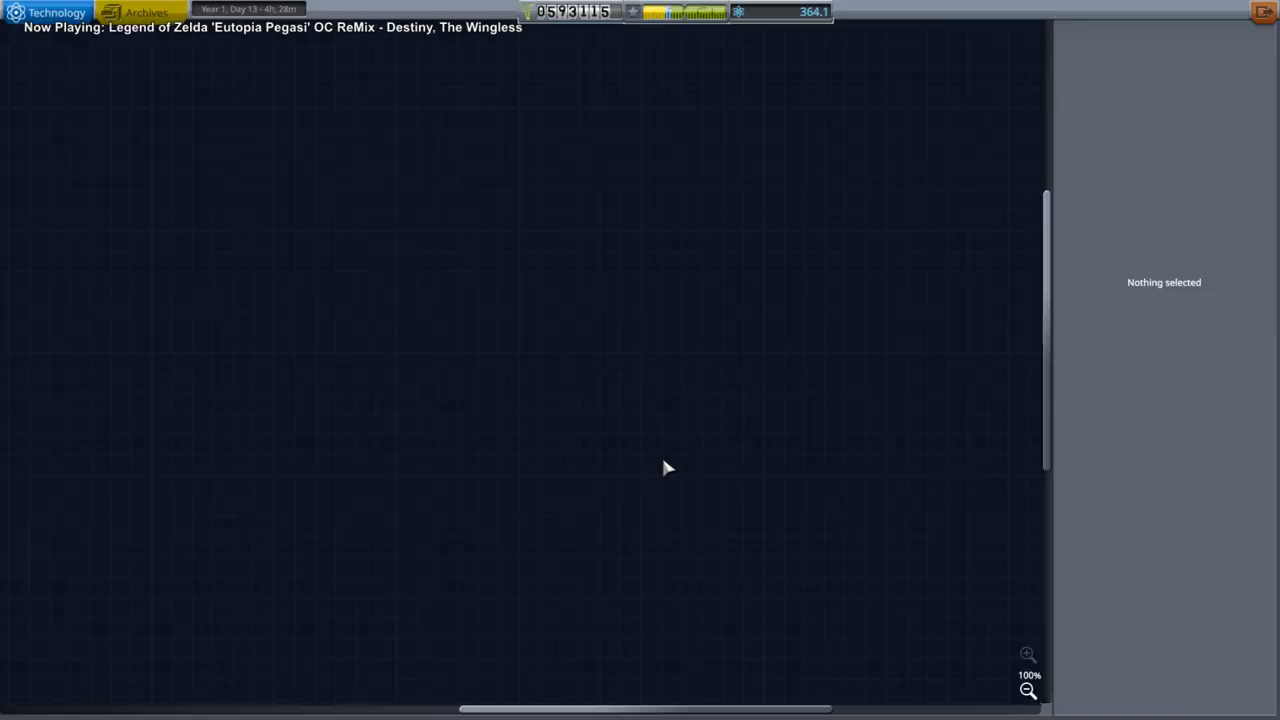 Technology
Archives
Year 1, Day 13 - 4h, 28m
0593115
364.1
Now Playing: Legend of Zelda 'Eutopia Pegasi' OC ReMix - Destiny, The Wingless
Nothing selected
100%